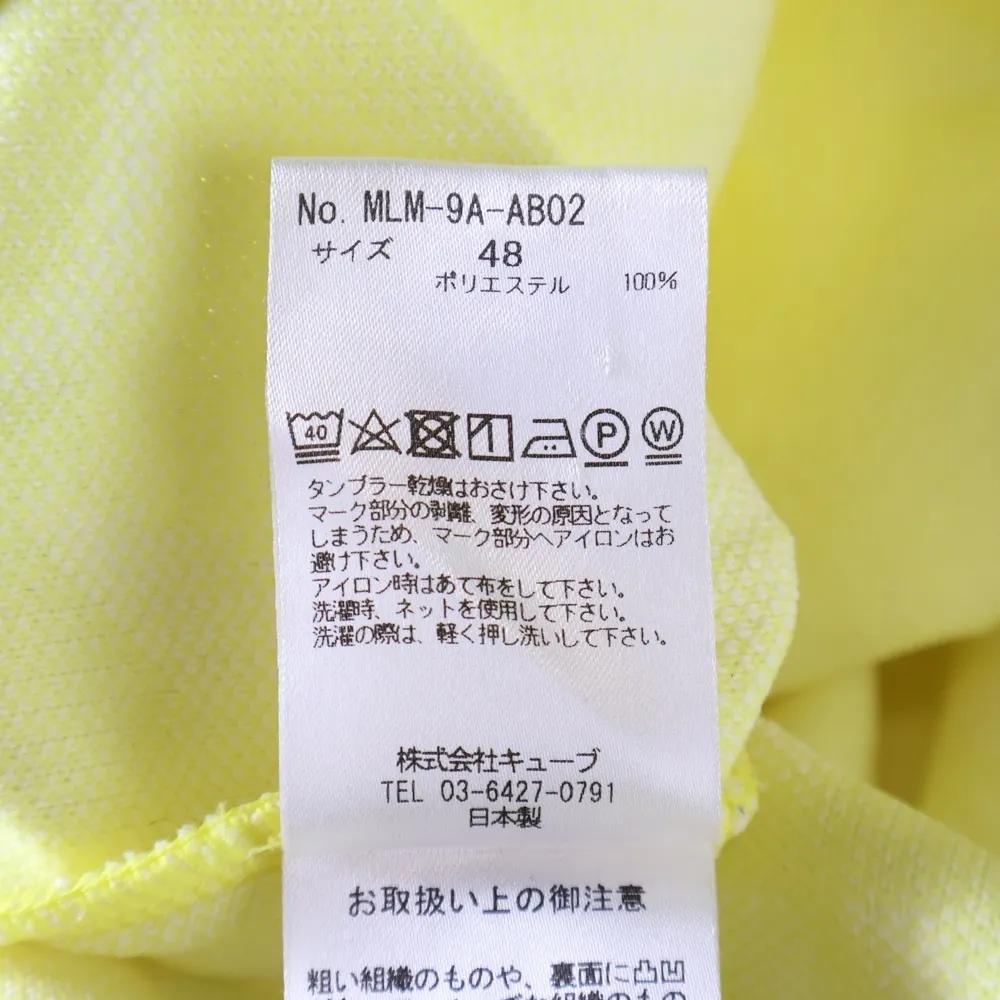 No. MLM-9A-AB02
サイズ 48
ポリエステル 100%
40 P W
タンブラー乾燥はおさけ下さい。
マーク部分の剥離、変形の原因となって
しまうため、マーク部分へアイロンはお
避け下さい。
アイロン時はあて布をして下さい。
洗濯時、ネットを使用して下さい。
洗濯の際は、軽く押し洗いして下さい。
株式会社キューブ
TEL 03-6427-0791
日本製
お取扱い上の御注意
粗い組織のものや、裏面に凸凹